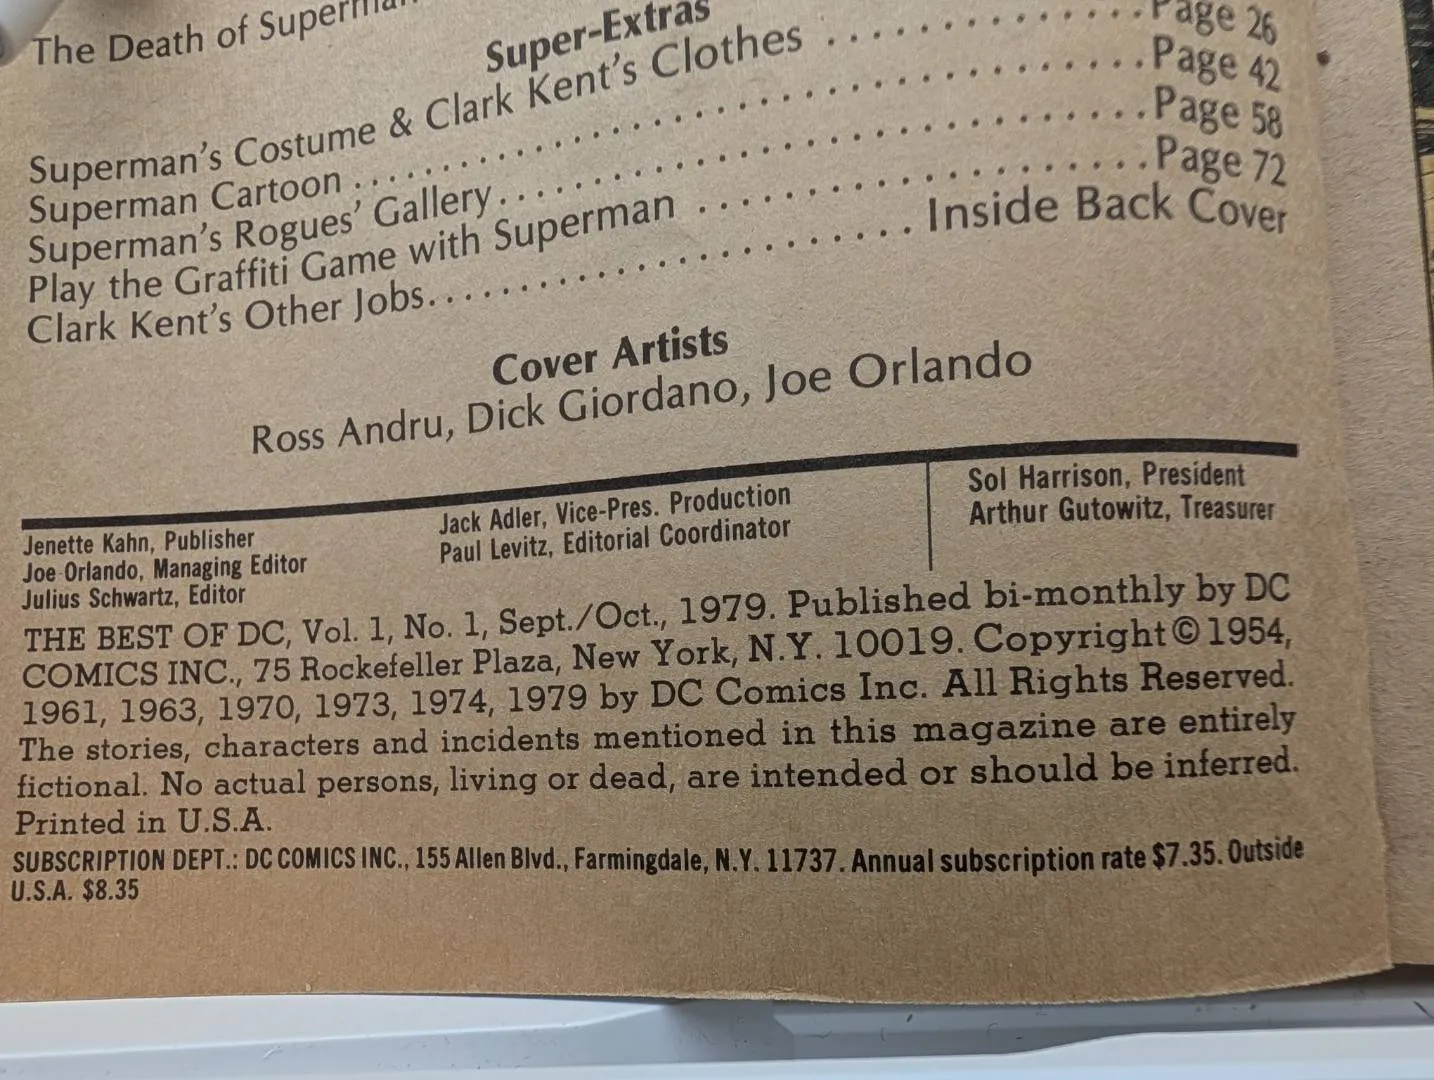 The Death of Superman
Super-Extras
Superman's Costume & Clark Kent's Clothes ............Page 26
Superman Cartoon ..............................Page 42
Superman's Rogues' Gallery..........................Page 58
Play the Graffiti Game with Superman ................Page 72
Clark Kent's Other Jobs......................Inside Back Cover
Cover Artists
Ross Andru, Dick Giordano, Joe Orlando
Jenette Kahn, Publisher
Joe Orlando, Managing Editor
Julius Schwartz, Editor
Jack Adler, Vice-Pres. Production
Paul Levitz, Editorial Coordinator
Sol Harrison, President
Arthur Gutowitz, Treasurer
THE BEST OF DC, Vol. 1, No. 1, Sept./Oct., 1979. Published bi-monthly by DC
COMICS INC., 75 Rockefeller Plaza, New York, N.Y. 10019. Copyright © 1954,
1961, 1963, 1970, 1973, 1974, 1979 by DC Comics Inc. All Rights Reserved.
The stories, characters and incidents mentioned in this magazine are entirely
fictional. No actual persons, living or dead, are intended or should be inferred.
Printed in U.S.A.
SUBSCRIPTION DEPT.: DC COMICS INC., 155 Allen Blvd., Farmingdale, N.Y. 11737. Annual subscription rate $7.35. Outside
U.S.A. $8.35